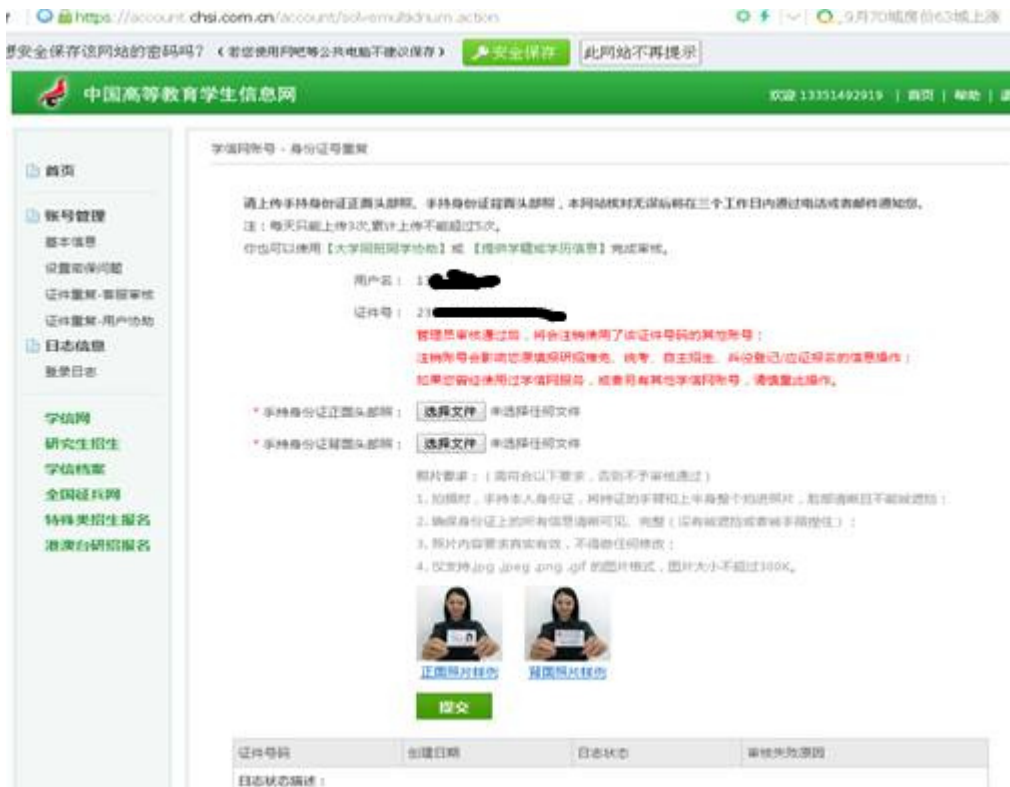 https://account.chsi.com.cn/account/solvemultiidnum.action
9月70城房价63城上涨
想安全保存该网站的密码吗？（若您使用网吧等公共电脑不建议保存）
安全保存
此网站不再提示
中国高等教育学生信息网
欢迎 13351492919 | 首页 | 帮助 |
学信网账号 - 身份证号重复
首页
账号管理
基本信息
设置密保问题
证件重复-客服审核
证件重复-用户协助
日志信息
登录日志
学信网
研究生招生
学信档案
全国征兵网
特殊类招生报名
港澳台研招报名
请上传手持身份证正面头部照、手持身份证背面头部照，本网站核对无误后将在三个工作日内通过电话或者邮件通知您。
注：每天只能上传3次,累计上传不能超过5次。
你也可以使用【大学同班同学协助】或【提供学籍或学历信息】完成审核。
用户名： 1
证件号： 23
管理员审核通过后，将会注销使用了该证件号码的其他账号；
注销账号会影响您原填报研招推免、统考、自主招生、兵役登记/应征报名的信息操作；
如果您曾经使用过学信网服务，或者另有其他学信网账号，请慎重此操作。
* 手持身份证正面头部照： 选择文件 未选择任何文件
* 手持身份证背面头部照： 选择文件 未选择任何文件
照片要求：（需符合以下要求，否则不予审核通过）
1. 拍摄时，手持本人身份证，将持证的手臂和上半身整个拍进照片，脸部清晰且不能被遮挡；
2. 确保身份证上的所有信息清晰可见、完整（没有被遮挡或者被手指捏住）；
3. 照片内容要求真实有效，不得做任何修改；
4. 仅支持.jpg .jpeg .png .gif 的图片格式，图片大小不超过300K。
正面照片样例
背面照片样例
提交
证件号码 创建日期 日志状态 审核失败原因
日志状态描述：